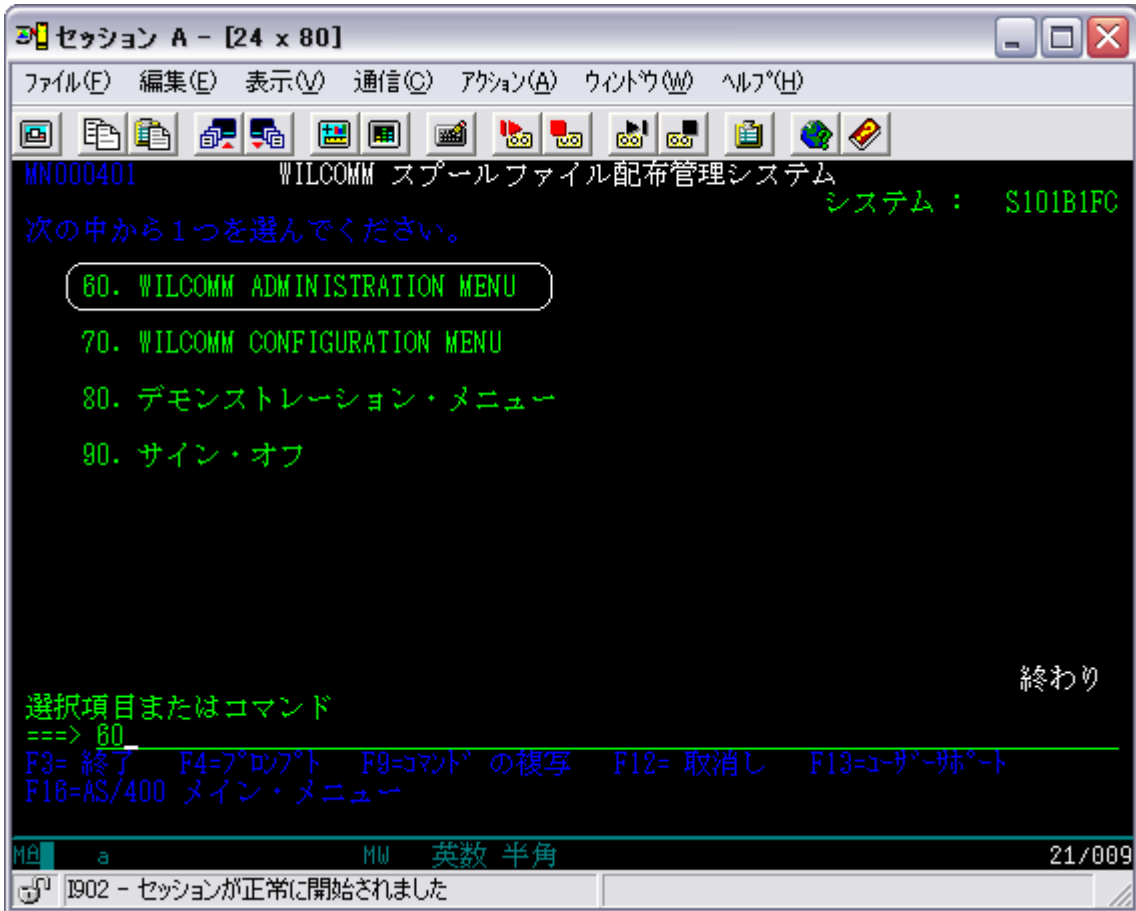 セッション A - [24 x 80]
ファイル(F) 編集(E) 表示(V) 通信(C) アクション(A) ウィンドウ(W) ヘルプ(H)
MN000401 WILCOMM スプールファイル配布管理システム
システム : S101B1FC
次の中から１つを選んでください。
60. WILCOMM ADMINISTRATION MENU
70. WILCOMM CONFIGURATION MENU
80. デモンストレーション・メニュー
90. サイン・オフ
終わり
選択項目またはコマンド
===> 60
F3= 終了 F4=ﾌﾟﾛﾝﾌﾟﾄ F9=ｺﾏﾝﾄﾞ の複写 F12= 取消し F13=ﾕｰｻﾞｰｻﾎﾟｰﾄ
F16=AS/400 メイン・メニュー
MA a MW 英数 半角 21/009
I902 - セッションが正常に開始されました